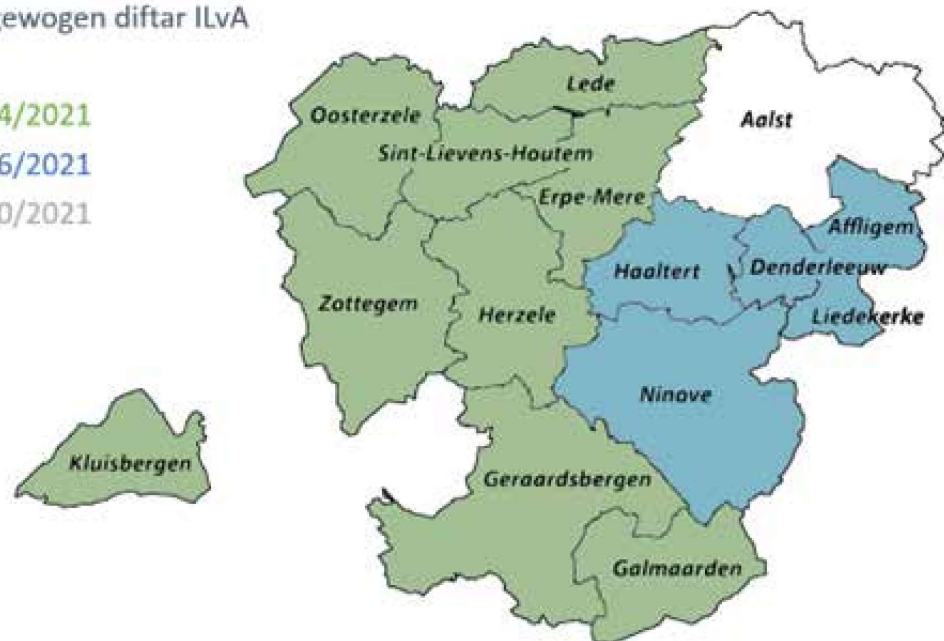 gewogen diftar ILvA
4/2021
6/2021
0/2021
Lede
Oosterzele
Aalst
Sint-Lievens-Houtem
Erpe-Mere
Affligem
Haaltert
Denderleeuw
Zottegem
Herzele
Liedekerke
Ninove
Kluisbergen
Geraardsbergen
Galmaarden